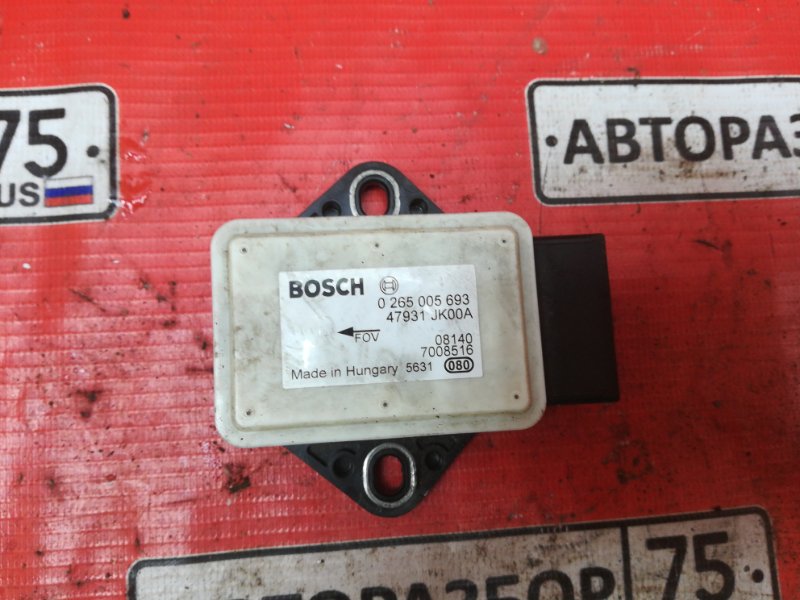 75
RUS
АВТОРАЗ
BOSCH
0 265 005 693
47931 JK00A
FOV
08140
7008516
Made in Hungary 5631 080
АВТОРАЗБОР 75